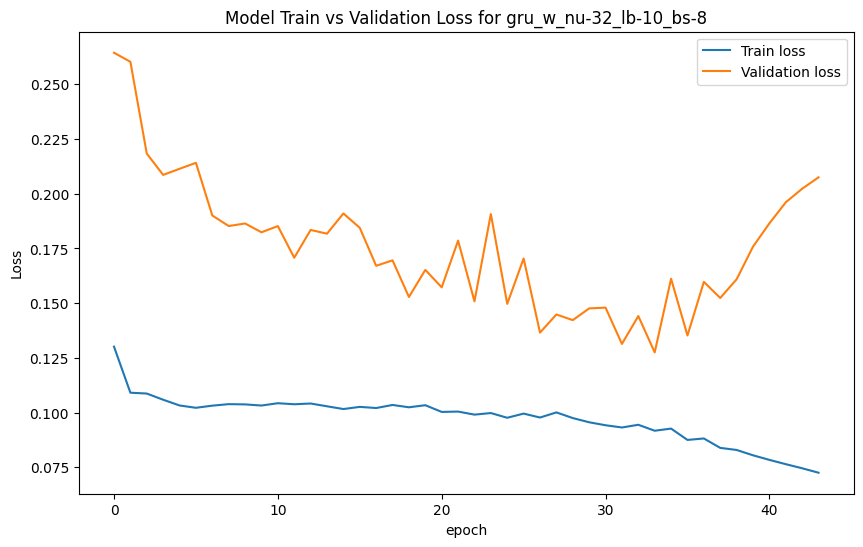 Model Train vs Validation Loss for gru_w_nu-32_lb-10_bs-8
Train loss
Validation loss
0.250
0.225
0.200
0.175
0.150
0.125
0.100
0.075
Loss
0 10 20 30 40
epoch